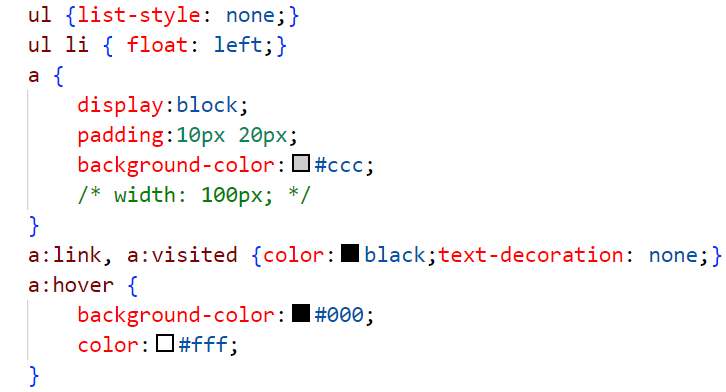 ul {list-style: none;}
ul li { float: left;}
a {
    display:block;
    padding:10px 20px;
    background-color:#ccc;
    /* width: 100px; */
}
a:link, a:visited {color:black;text-decoration: none;}
a:hover {
    background-color:#000;
    color:#fff;
}